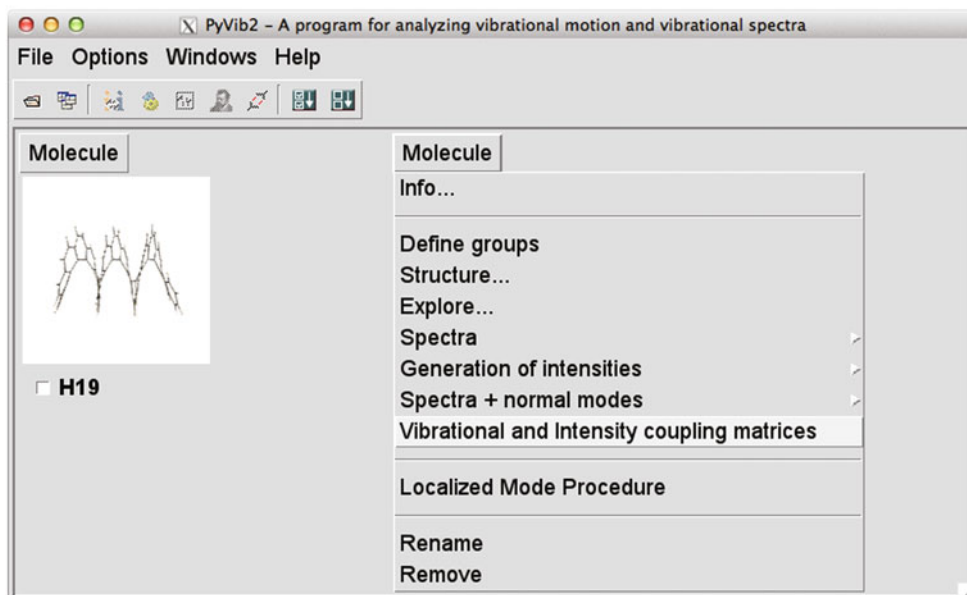 PyVib2 – A program for analyzing vibrational motion and vibrational spectra
File Options Windows Help
Molecule
H19
Molecule
Info...
Define groups
Structure...
Explore...
Spectra
Generation of intensities
Spectra + normal modes
Vibrational and Intensity coupling matrices
Localized Mode Procedure
Rename
Remove